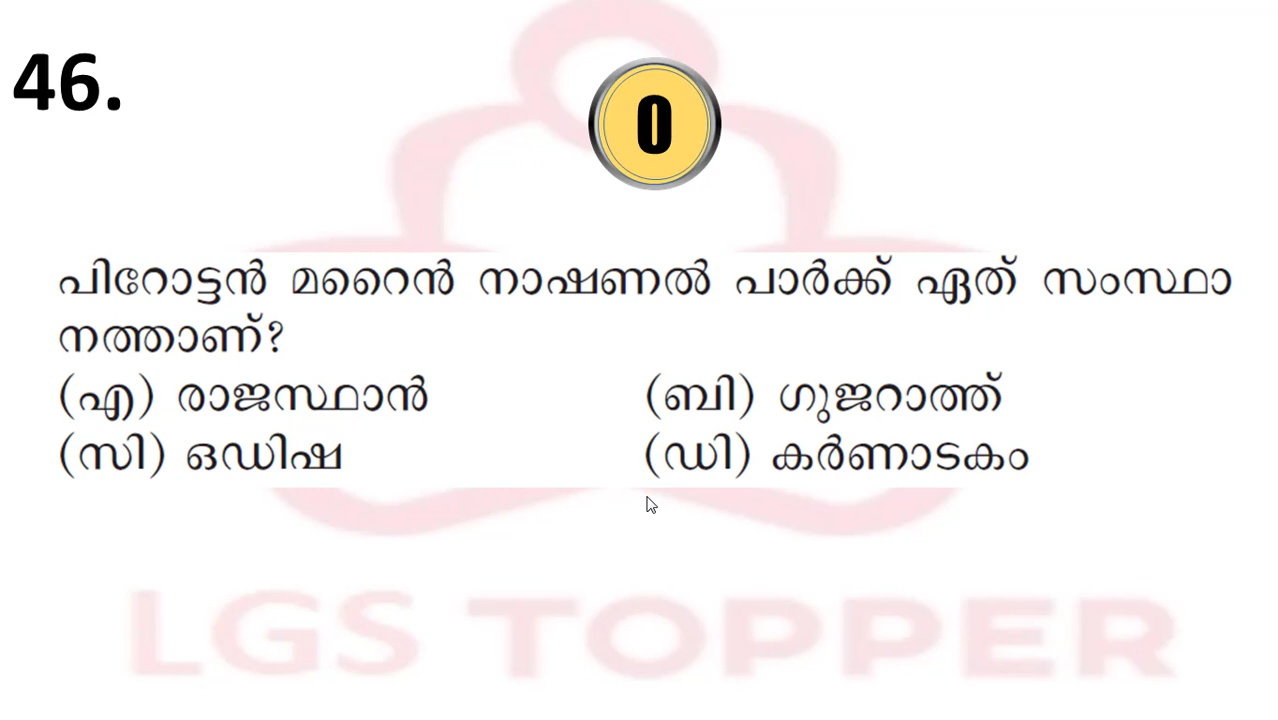 46.
0
പിറോട്ടൻ മറൈൻ നാഷണൽ പാർക്ക് ഏത് സംസ്ഥാ
നത്താണ്?
(എ) രാജസ്ഥാൻ (ബി) ഗുജറാത്ത്
(സി) ഒഡിഷ (ഡി) കർണാടകം
LGS TOPPER